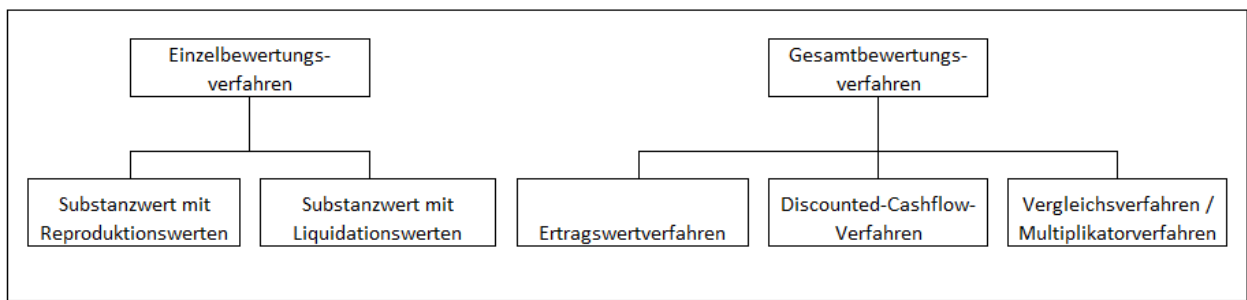 Einzelbewertungs-
verfahren
Gesamtbewertungs-
verfahren
Substanzwert mit
Reproduktionswerten
Substanzwert mit
Liquidationswerten
Ertragswertverfahren
Discounted-Cashflow-
Verfahren
Vergleichsverfahren /
Multiplikatorverfahren